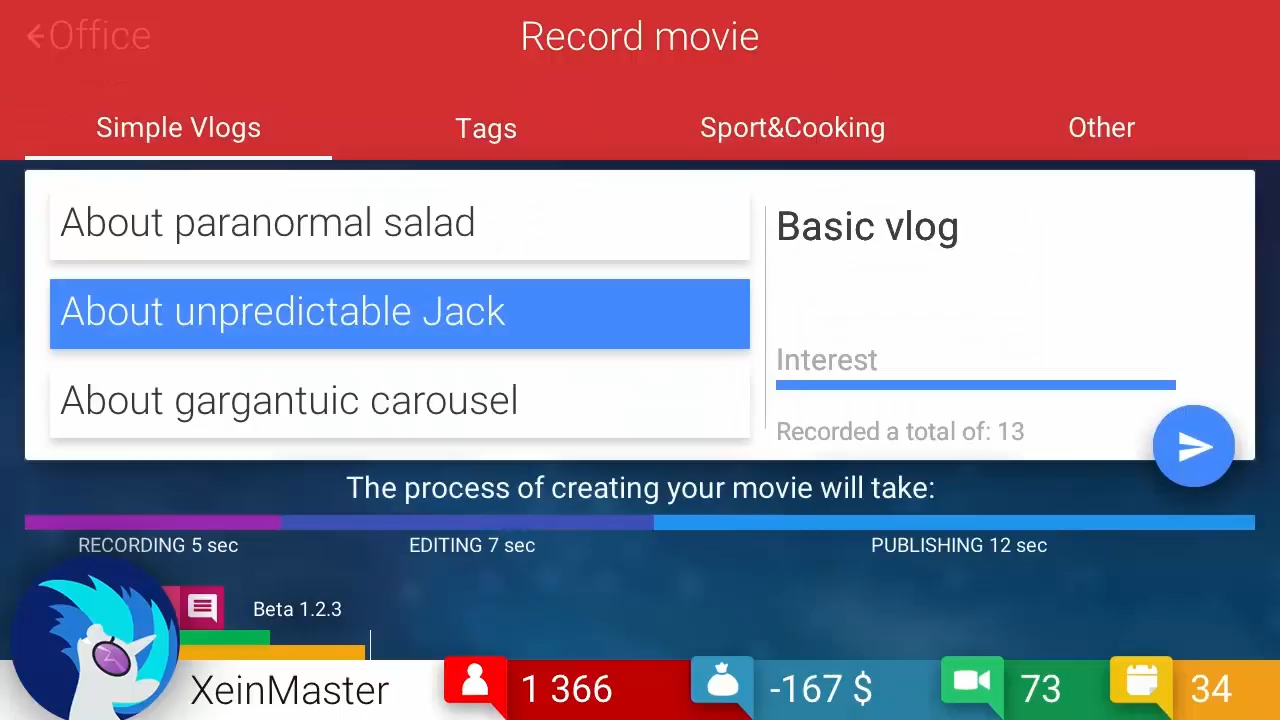 Office
Record movie
Simple Vlogs
Tags
Sport&Cooking
Other
About paranormal salad
About unpredictable Jack
About gargantuic carousel
Basic vlog
Interest
Recorded a total of: 13
The process of creating your movie will take:
RECORDING 5 sec
EDITING 7 sec
PUBLISHING 12 sec
Beta 1.2.3
XeinMaster
1 366
-167 $
73
34